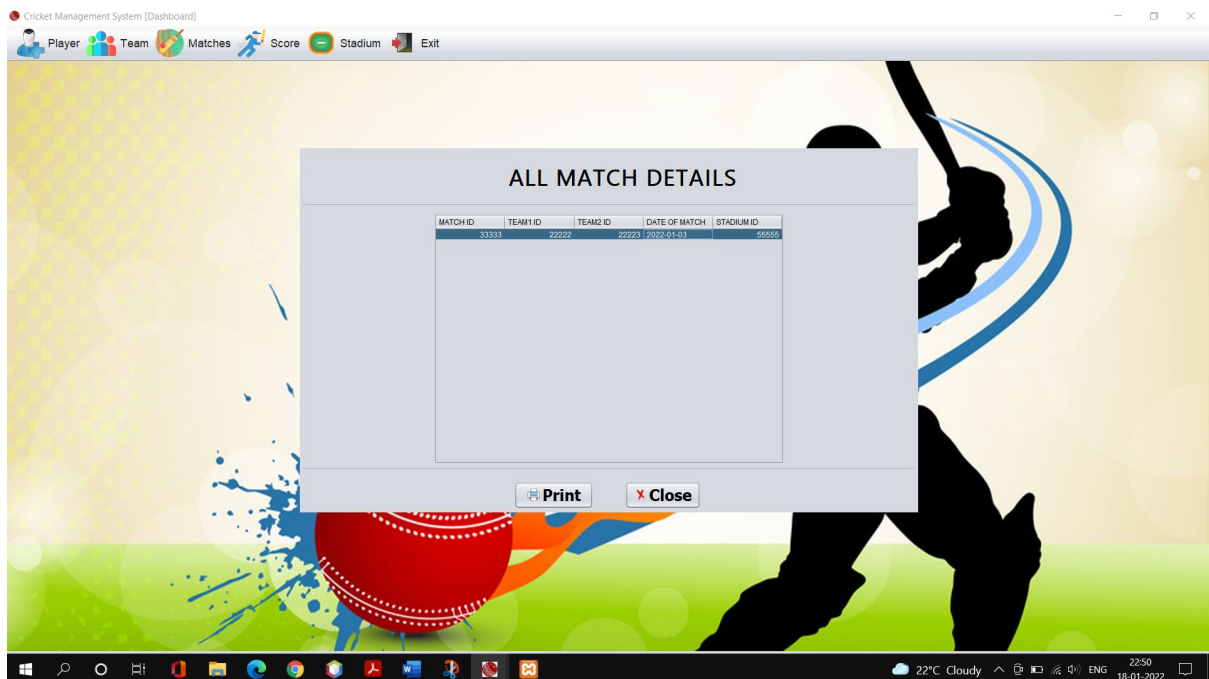 Cricket Management System [Dashboard]
Player Team Matches Score Stadium Exit
ALL MATCH DETAILS
MATCH ID TEAM1 ID TEAM2 ID DATE OF MATCH STADIUM ID
33333 22222 22223 2022-01-03 55555
Print Close
22°C Cloudy ENG 22:50
18-01-2022